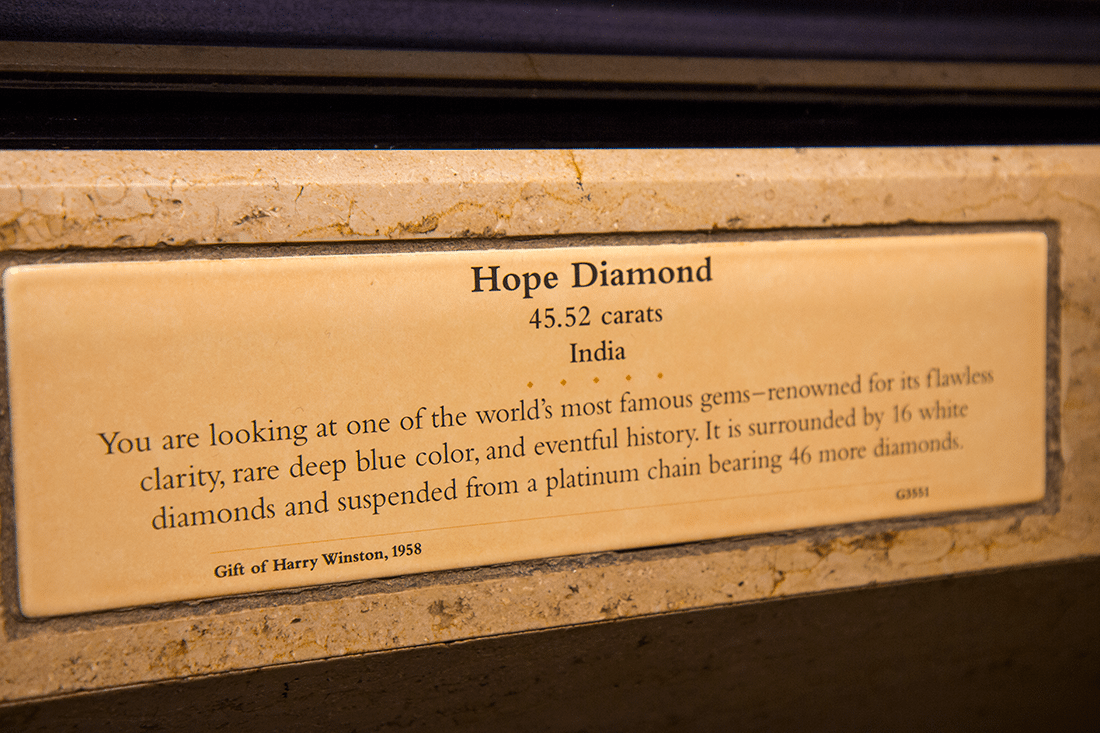 Hope Diamond
45.52 carats
India
You are looking at one of the world's most famous gems—renowned for its flawless
clarity, rare deep blue color, and eventful history. It is surrounded by 16 white
diamonds and suspended from a platinum chain bearing 46 more diamonds.
G3551
Gift of Harry Winston, 1958